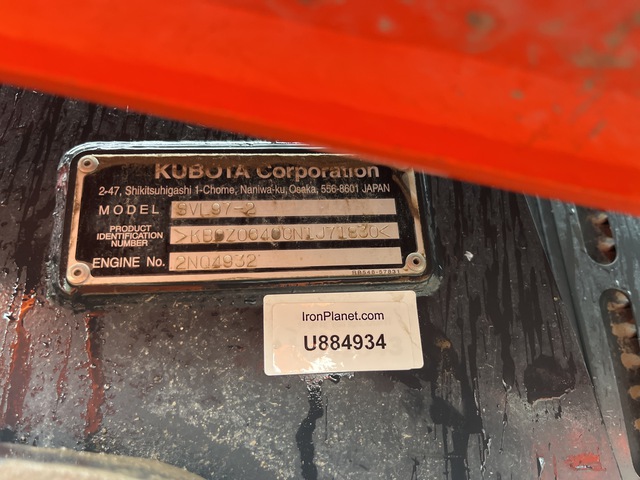 KUBOTA Corporation
2-47, Shikitsuhigashi 1-Chome, Naniwa-ku, Osaka, 556-8601 JAPAN
MODEL SVL97-2
PRODUCT IDENTIFICATION NUMBER
ENGINE No. 2NQ4932
IronPlanet.com
U884934